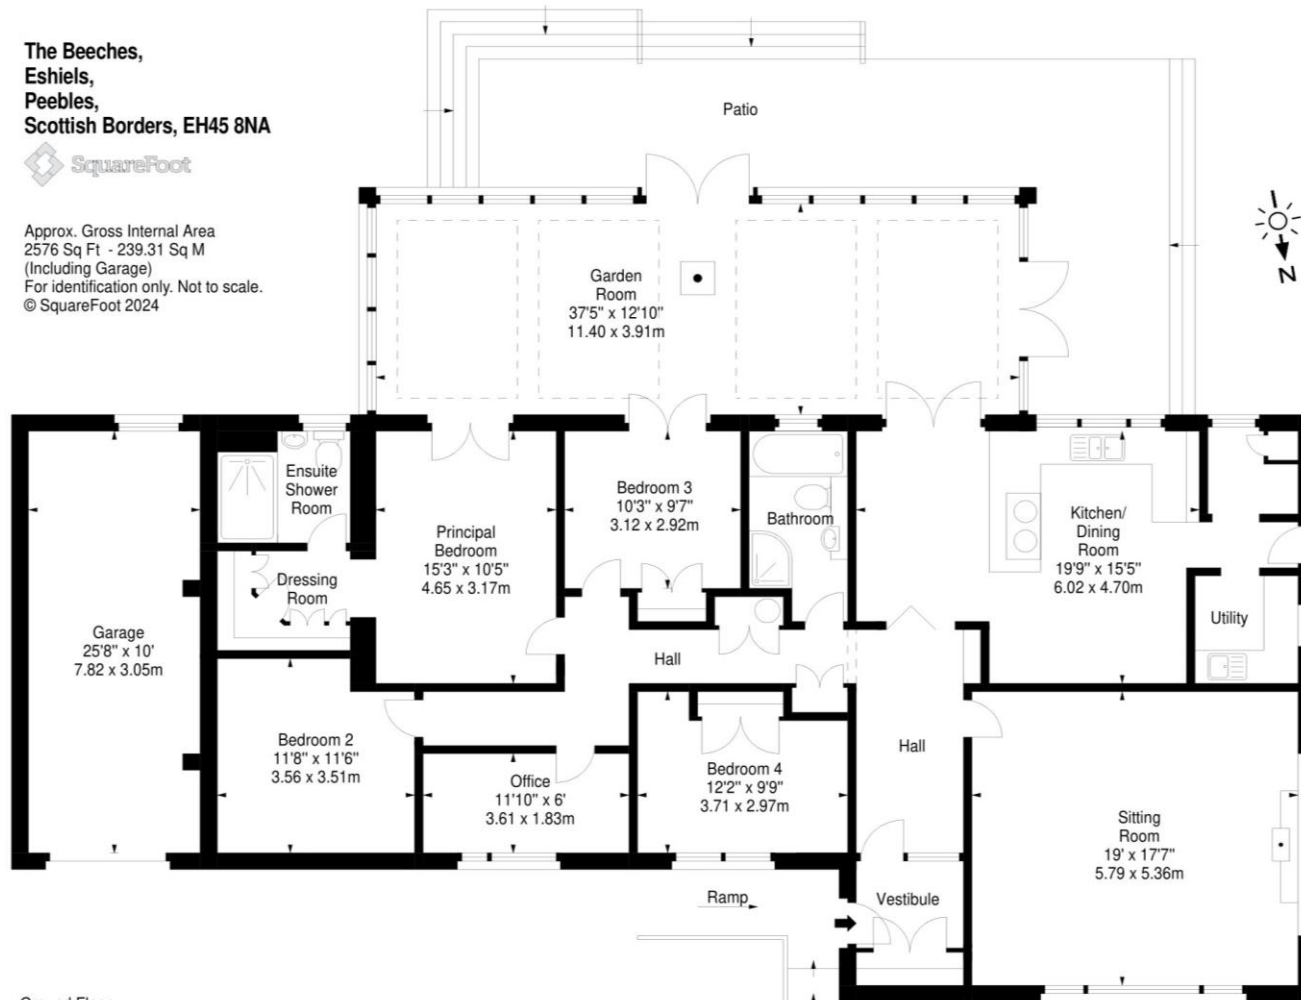 The Beeches,
Eshiels,
Peebles,
Scottish Borders, EH45 8NA
SquareFoot
Approx. Gross Internal Area
2576 Sq Ft - 239.31 Sq M
(Including Garage)
For identification only. Not to scale.
© SquareFoot 2024
Patio
N
Garden
Room
37'5" x 12'10"
11.40 x 3.91m
Ensuite
Shower
Room
Principal
Bedroom
15'3" x 10'5"
4.65 x 3.17m
Bedroom 3
10'3" x 9'7"
3.12 x 2.92m
Bathroom
Kitchen/
Dining
Room
19'9" x 15'5"
6.02 x 4.70m
Dressing
Room
Garage
25'8" x 10'
7.82 x 3.05m
Hall
Utility
Bedroom 2
11'8" x 11'6"
3.56 x 3.51m
Office
11'10" x 6'
3.61 x 1.83m
Bedroom 4
12'2" x 9'9"
3.71 x 2.97m
Hall
Sitting
Room
19' x 17'7"
5.79 x 5.36m
Ramp
Vestibule